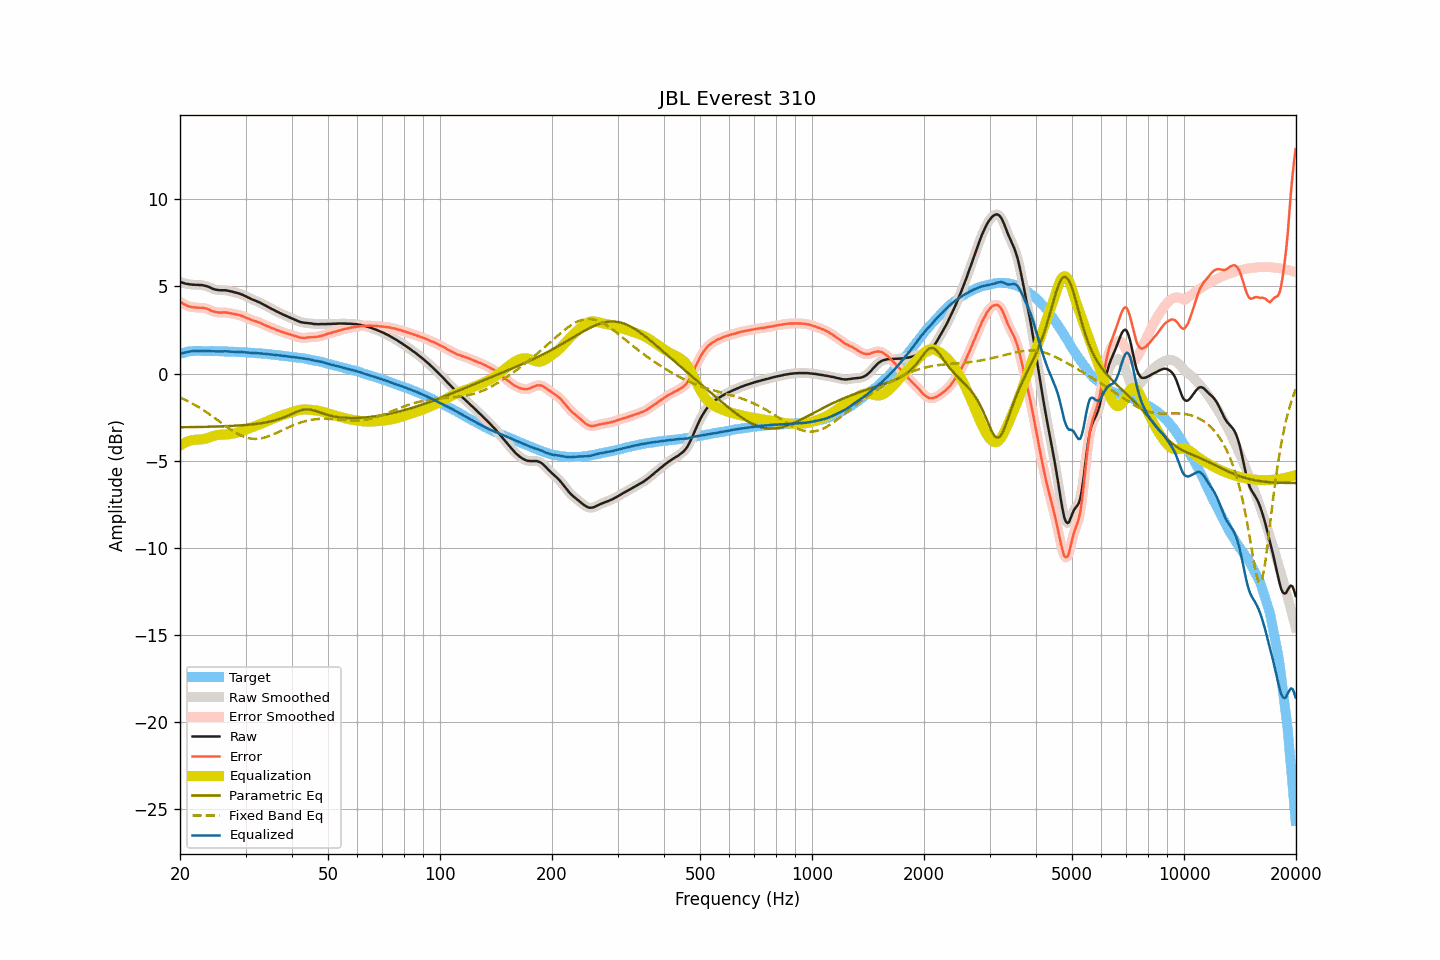 JBL Everest 310
Amplitude (dBr)
10
5
0
−5
−10
−15
−20
−25
Target
Raw Smoothed
Error Smoothed
Raw
Error
Equalization
Parametric Eq
Fixed Band Eq
Equalized
20 50 100 200 500 1000 2000 5000 10000 20000
Frequency (Hz)